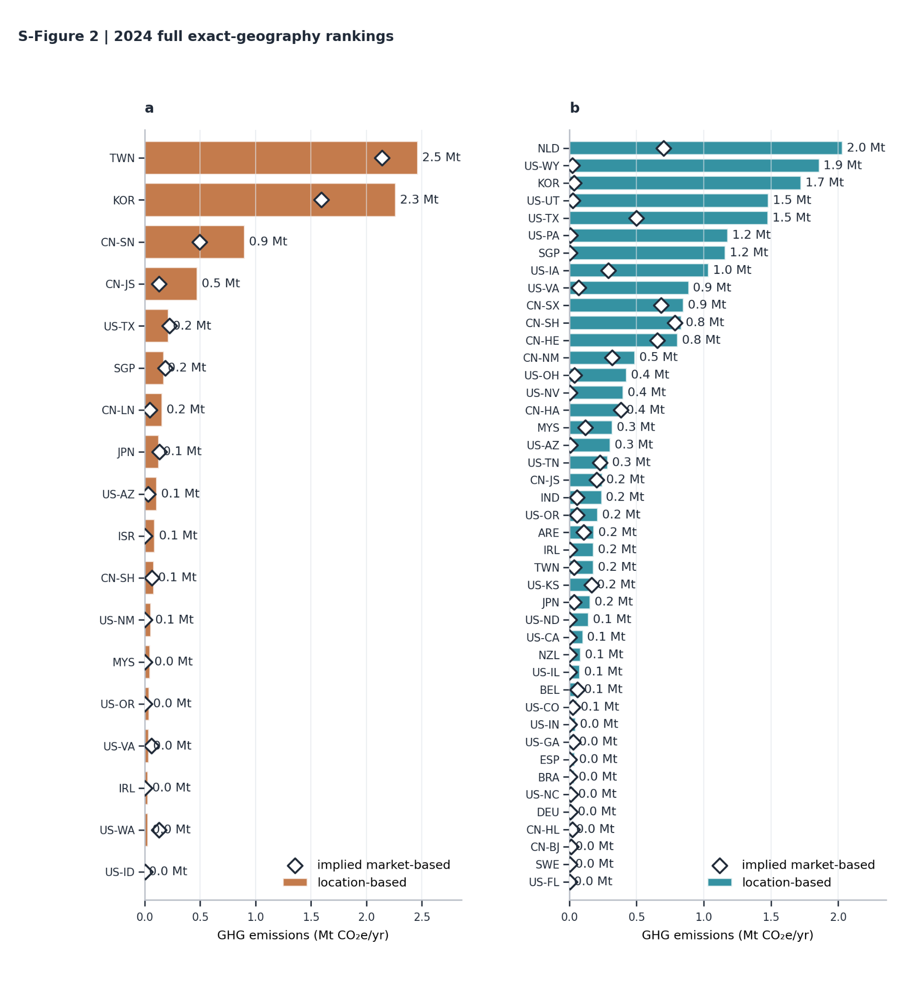 S-Figure 2 | 2024 full exact-geography rankings
a
TWN 2.5 Mt
KOR 2.3 Mt
CN-SN 0.9 Mt
CN-JS 0.5 Mt
US-TX 0.2 Mt
SGP 0.2 Mt
CN-LN 0.2 Mt
JPN 0.1 Mt
US-AZ 0.1 Mt
ISR 0.1 Mt
CN-SH 0.1 Mt
US-NM 0.1 Mt
MYS 0.0 Mt
US-OR 0.0 Mt
US-VA 0.0 Mt
IRL 0.0 Mt
US-WA 0.0 Mt
US-ID 0.0 Mt
implied market-based
location-based
0.0 0.5 1.0 1.5 2.0 2.5
GHG emissions (Mt CO₂e/yr)
b
NLD 2.0 Mt
US-WY 1.9 Mt
KOR 1.7 Mt
US-UT 1.5 Mt
US-TX 1.5 Mt
US-PA 1.2 Mt
SGP 1.2 Mt
US-IA 1.0 Mt
US-VA 0.9 Mt
CN-SX 0.9 Mt
CN-SH 0.8 Mt
CN-HE 0.8 Mt
CN-NM 0.5 Mt
US-OH 0.4 Mt
US-NV 0.4 Mt
CN-HA 0.4 Mt
MYS 0.3 Mt
US-AZ 0.3 Mt
US-TN 0.3 Mt
CN-JS 0.2 Mt
IND 0.2 Mt
US-OR 0.2 Mt
ARE 0.2 Mt
IRL 0.2 Mt
TWN 0.2 Mt
US-KS 0.2 Mt
JPN 0.2 Mt
US-ND 0.1 Mt
US-CA 0.1 Mt
NZL 0.1 Mt
US-IL 0.1 Mt
BEL 0.1 Mt
US-CO 0.1 Mt
US-IN 0.0 Mt
US-GA 0.0 Mt
ESP 0.0 Mt
BRA 0.0 Mt
US-NC 0.0 Mt
DEU 0.0 Mt
CN-HL 0.0 Mt
CN-BJ 0.0 Mt
SWE 0.0 Mt
US-FL 0.0 Mt
implied market-based
location-based
0.0 0.5 1.0 1.5 2.0
GHG emissions (Mt CO₂e/yr)